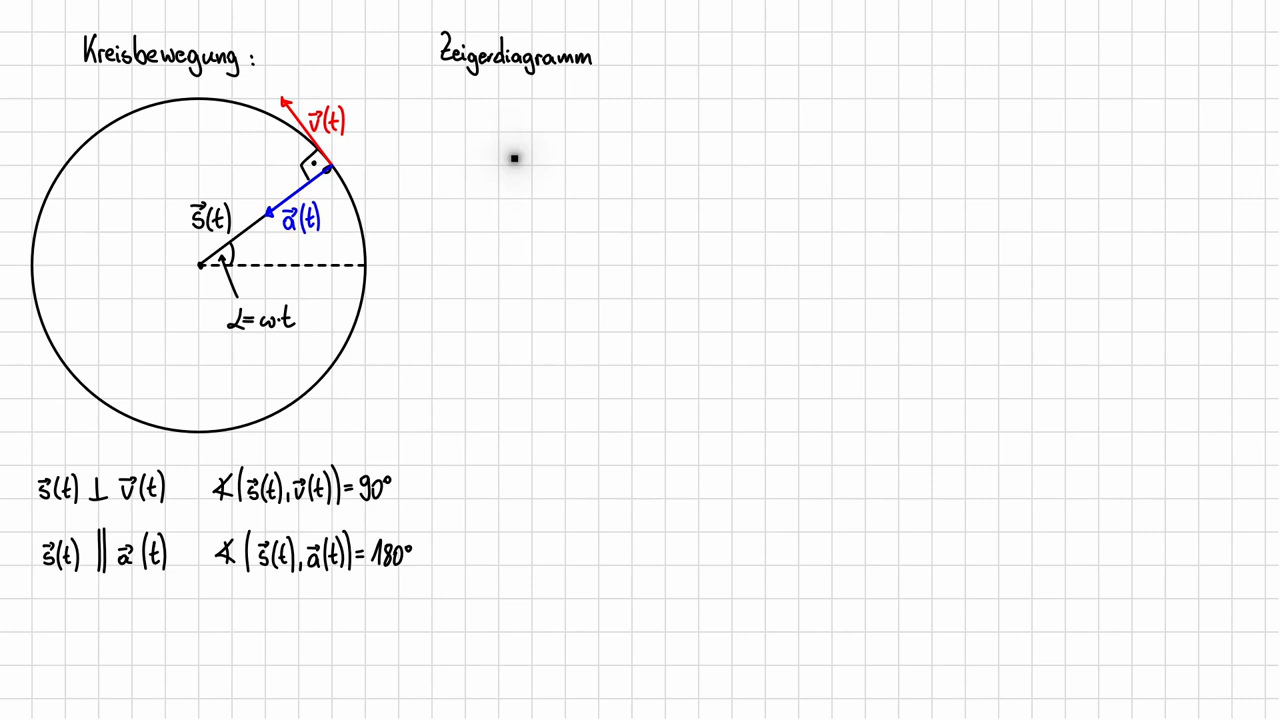 Kreisbewegung:
Zeigerdiagramm
v⃗(t)
s⃗(t)
a⃗(t)
α=ω·t
s⃗(t) ⊥ v⃗(t) ∡(s⃗(t),v⃗(t))=90°
s⃗(t) ∥ a⃗(t) ∡(s⃗(t),a⃗(t))=180°